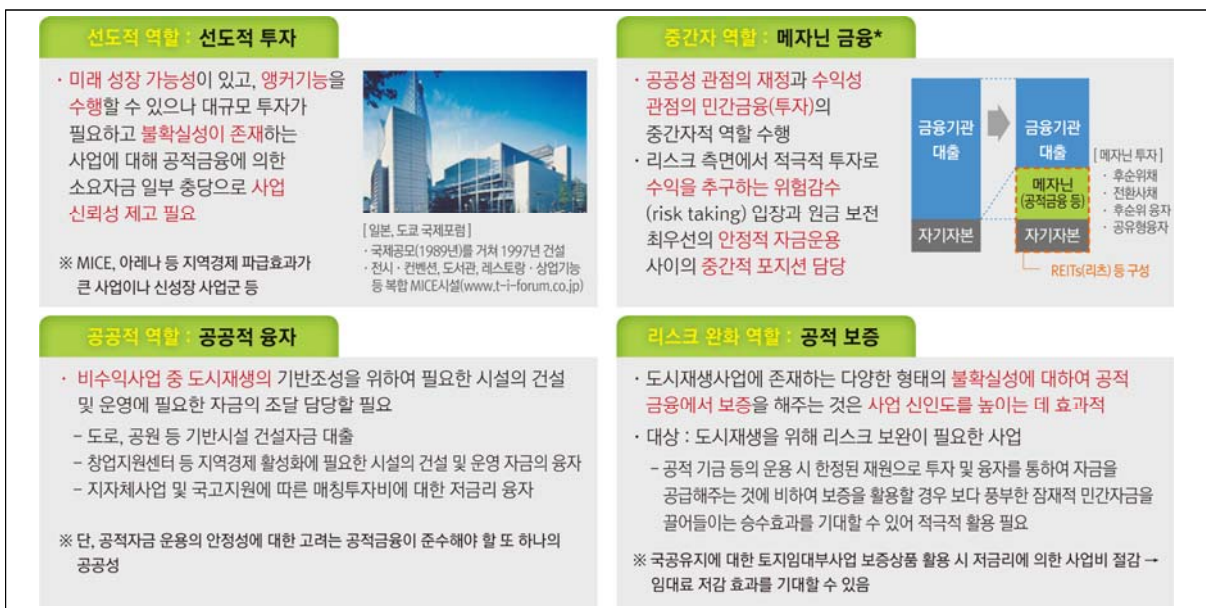 선도적 역할 : 선도적 투자
· 미래 성장 가능성이 있고, 앵커기능을
수행할 수 있으나 대규모 투자가
필요하고 불확실성이 존재하는
사업에 대해 공적금융에 의한
소요자금 일부 충당으로 사업
신뢰성 제고 필요
※ MICE, 아레나 등 지역경제 파급효과가
큰 사업이나 신성장 사업군 등
[일본, 도쿄 국제포럼]
· 국제공모(1989년)를 거쳐 1997년 건설
· 전시 · 컨벤션, 도서관, 레스토랑 · 상업기능
등 복합 MICE시설(www.t-i-forum.co.jp)
중간자 역할 : 메자닌 금융*
· 공공성 관점의 재정과 수익성
관점의 민간금융(투자)의
중간자적 역할 수행
· 리스크 측면에서 적극적 투자로
수익을 추구하는 위험감수
(risk taking) 입장과 원금 보전
최우선의 안정적 자금운용
사이의 중간적 포지션 담당
금융기관
대출
자기자본
금융기관
대출
메자닌
(공적금융 등)
자기자본
[메자닌 투자]
· 후순위채
· 전환사채
· 후순위 융자
· 공유형융자
REITs(리츠) 등 구성
공공적 역할 : 공공적 융자
· 비수익사업 중 도시재생의 기반조성을 위하여 필요한 시설의 건설
및 운영에 필요한 자금의 조달 담당할 필요
– 도로, 공원 등 기반시설 건설자금 대출
– 창업지원센터 등 지역경제 활성화에 필요한 시설의 건설 및 운영 자금의 융자
– 지자체사업 및 국고지원에 따른 매칭투자비에 대한 저금리 융자
※ 단, 공적자금 운용의 안정성에 대한 고려는 공적금융이 준수해야 할 또 하나의
공공성
리스크 완화 역할 : 공적 보증
· 도시재생사업에 존재하는 다양한 형태의 불확실성에 대하여 공적
금융에서 보증을 해주는 것은 사업 신인도를 높이는 데 효과적
· 대상 : 도시재생을 위해 리스크 보완이 필요한 사업
– 공적 기금 등의 운용 시 한정된 재원으로 투자 및 융자를 통하여 자금을
공급해주는 것에 비하여 보증을 활용할 경우 보다 풍부한 잠재적 민간자금을
끌어들이는 승수효과를 기대할 수 있어 적극적 활용 필요
※ 국공유지에 대한 토지임대부사업 보증상품 활용 시 저금리에 의한 사업비 절감 →
임대료 저감 효과를 기대할 수 있음